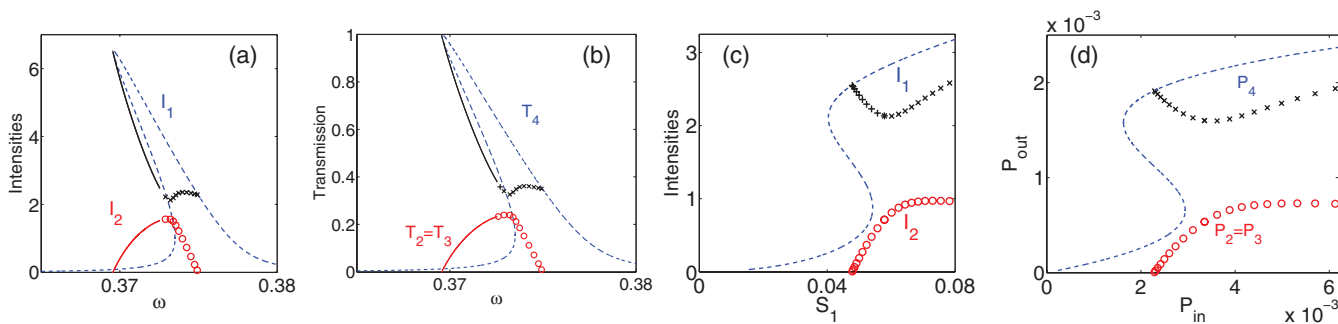 (a)
Intensities
6
4
2
0
I₁
I₂
0.37
0.38
ω
(b)
Transmission
1
0.8
0.6
0.4
0.2
0
T₄
T₂=T₃
0.37
0.38
ω
(c)
Intensities
3
2
1
0
I₁
I₂
0
0.04
0.08
S₁
x 10⁻³
(d)
P_out
2
1
0
P₄
P₂=P₃
0
2
4
6
P_in
x 10⁻³